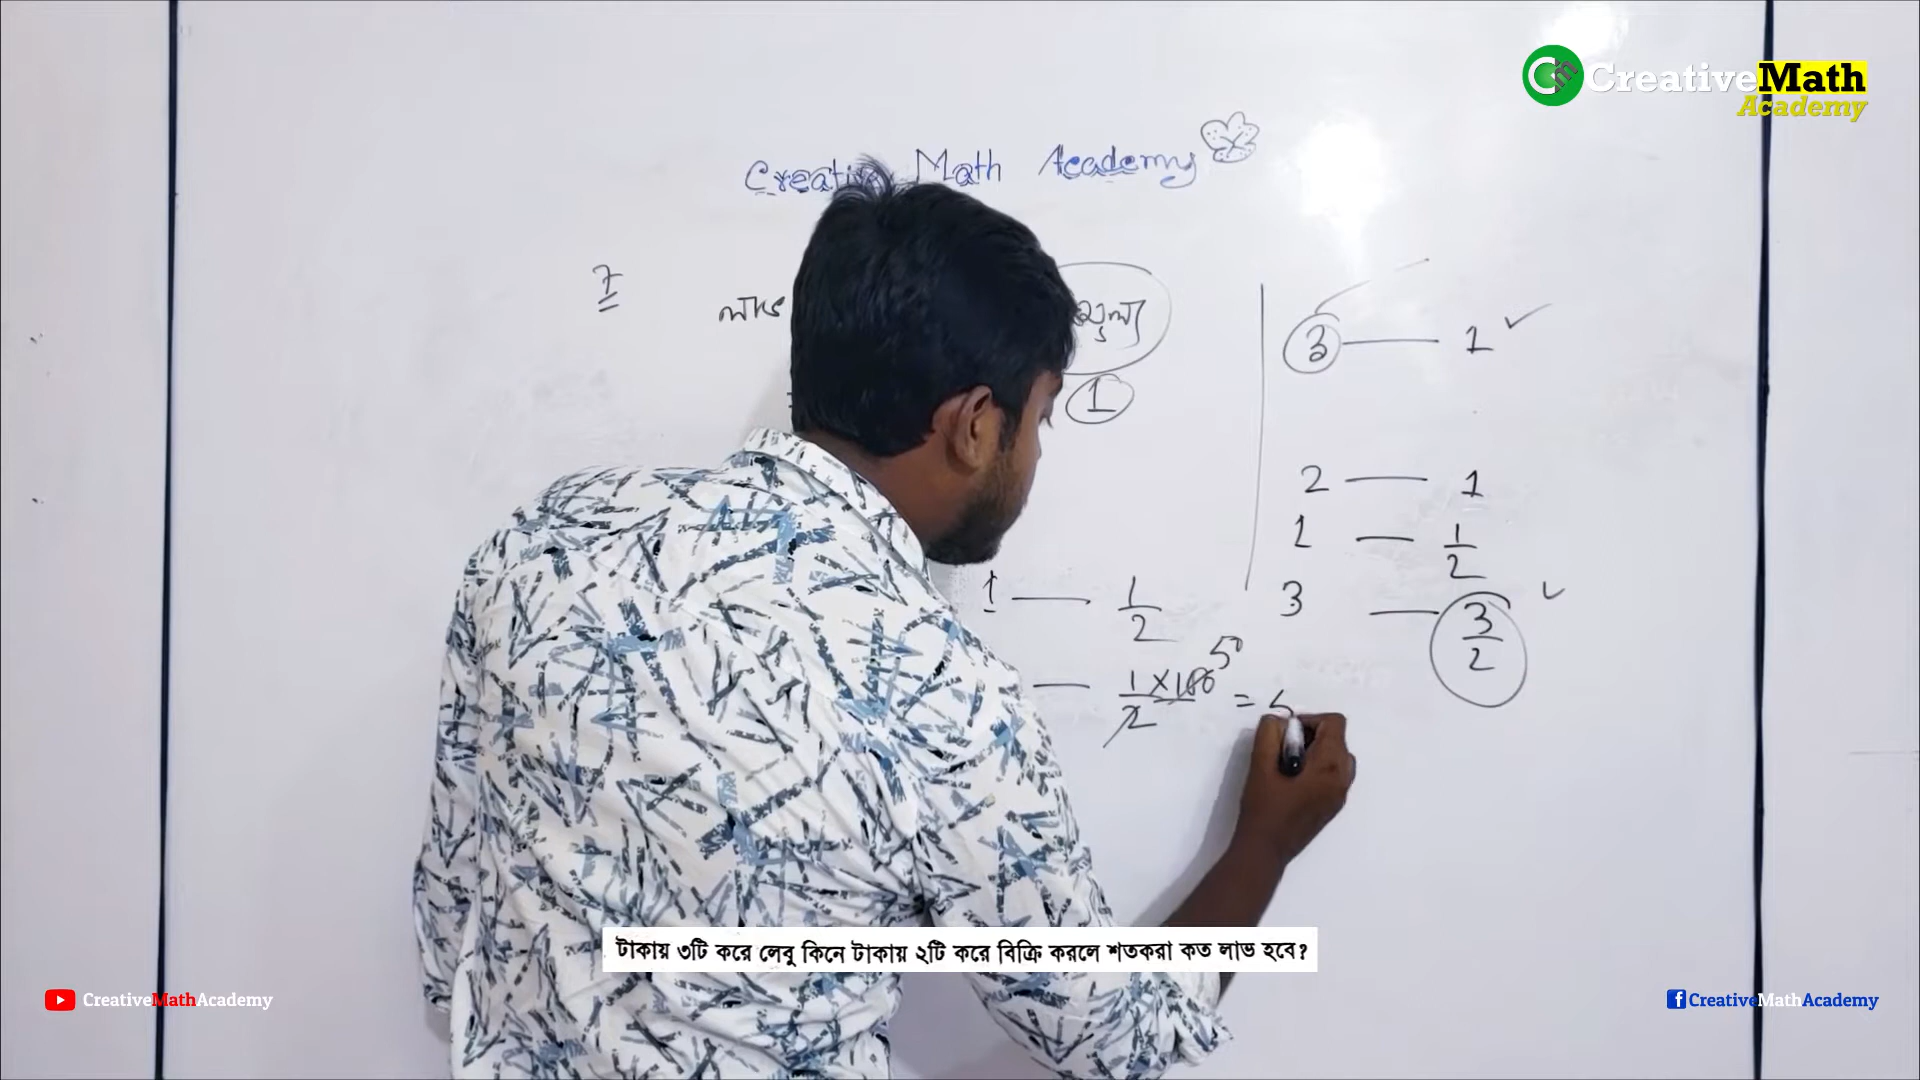 CreativeMath
Academy
Creative Math Academy
3 — 1 ✓
1
2 — 1
1 — 1/2
3 — 3/2 ✓
1 — 1/2
— 1/2 × 100 50 = 5
টাকায় ৩টি করে লেবু কিনে টাকায় ২টি করে বিক্রি করলে শতকরা কত লাভ হবে?
CreativeMathAcademy
CreativeMathAcademy